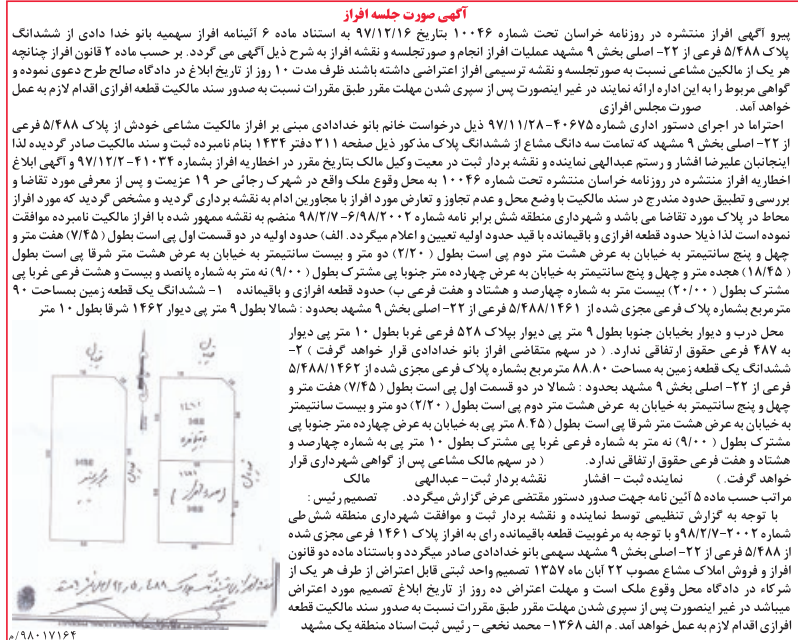 آگهی صورت جلسه افراز
پیرو آگهی افراز منتشره در روزنامه خراسان تحت شماره ۱۰۰۴۶ بتاریخ ۹۷/۱۲/۱۶ به استناد ماده ۶ آئینامه افراز سهمیه بانو خدا دادی از ششدانگ
پلاک ۵/۴۸۸ فرعی از ۲۲- اصلی بخش ۹ مشهد عملیات افراز انجام و صورتجلسه و نقشه افراز به شرح ذیل آگهی می گردد. بر حسب ماده ۲ قانون افراز چنانچه
هر یک از مالکین مشاعی نسبت به صورتجلسه و نقشه ترسیمی افراز اعتراضی داشته باشند ظرف مدت ۱۰ روز از تاریخ ابلاغ در دادگاه صالح طرح دعوی نموده و
گواهی مربوط را به این اداره ارائه نمایند در غیر اینصورت پس از سپری شدن مهلت مقرر طبق مقررات نسبت به صدور سند مالکیت قطعه افرازی اقدام لازم به عمل
خواهد آمد. صورت مجلس افرازی
احتراما در اجرای دستور اداری شماره ۴۰۶۷۵-۹۷/۱۱/۲۸ ذیل درخواست خانم بانو خدادادی مبنی بر افراز مالکیت مشاعی خودش از پلاک ۵/۴۸۸ فرعی
از ۲۲- اصلی بخش ۹ مشهد که تمامت سه دانگ مشاع از ششدانگ پلاک مذکور ذیل صفحه ۳۱۱ دفتر ۱۴۳۴ بنام نامبرده ثبت و سند مالکیت صادر گردیده لذا
اینجانبان علیرضا افشار و رستم عبدالهی نماینده و نقشه بردار ثبت در معیت وکیل مالک بتاریخ مقرر در اخطاریه افراز بشماره ۴۱۰۳۴-۹۷/۱۲/۲ و آگهی ابلاغ
اخطاریه افراز منتشره در روزنامه خراسان منتشره تحت شماره ۱۰۰۴۶ به محل وقوع ملک واقع در شهرک رجائی حر ۱۹ عزیمت و پس از معرفی مورد تقاضا و
بررسی و تطبیق حدود مندرج در سند مالکیت با وضع محل و عدم تجاوز و تعارض مورد افراز با مجاورین ادام به نقشه برداری گردید و مشخص گردید که مورد افراز
محاط در پلاک مورد تقاضا می باشد و شهرداری منطقه شش برابر نامه شماره ۶/۹۸/۲۰۰۲-۹۸/۲/۷ منضم به نقشه ممهور شده با افراز مالکیت نامبرده موافقت
نموده است لذا ذیلا حدود قطعه افرازی و باقیمانده با قید حدود اولیه تعیین و اعلام میگردد. الف) حدود اولیه در دو قسمت اول پی است بطول (۷/۴۵) هفت متر و
چهل و پنج سانتیمتر به خیابان به عرض هشت متر دوم پی است بطول ( ۲/۲۰) دو متر و بیست سانتیمتر به خیابان به عرض هشت متر شرقا پی است بطول
(۱۸/۴۵ ) هجده متر و چهل و پنج سانتیمتر به خیابان به عرض چهارده متر جنوبا پی مشترک بطول ( ۹/۰۰) نه متر به شماره پانصد و بیست و هشت فرعی غربا پی
مشترک بطول ( ۲۰/۰۰) بیست متر به شماره چهارصد و هشتاد و هفت فرعی ب) حدود قطعه افرازی و باقیمانده ۱- ششدانگ یک قطعه زمین بمساحت ۹۰
مترمربع بشماره پلاک فرعی مجزی شده از ۵/۴۸۸/۱۴۶۱ فرعی از ۲۲- اصلی بخش ۹ مشهد بحدود : شمالا بطول ۹ متر پی دیوار ۱۴۶۲ شرقا بطول ۱۰ متر
محل درب و دیوار بخیابان جنوبا بطول ۹ متر پی دیوار بپلاک ۵۲۸ فرعی غربا بطول ۱۰ متر پی دیوار
به ۴۸۷ فرعی حقوق ارتفاقی ندارد. ( در سهم متقاضی افراز بانو خدادادی قرار خواهد گرفت ) ۲-
ششدانگ یک قطعه زمین به مساحت ۸۸.۸۰ مترمربع بشماره پلاک فرعی مجزی شده از ۵/۴۸۸/۱۴۶۲
فرعی از ۲۲- اصلی بخش ۹ مشهد بحدود: شمالا در دو قسمت اول پی است بطول (۷/۴۵) هفت متر و
چهل و پنج سانتیمتر به خیابان به عرض هشت متر دوم پی است بطول ( ۲/۲۰) دو متر و بیست سانتیمتر
به خیابان به عرض هشت متر شرقا پی است بطول ( ۸.۴۵ متر پی به خیابان به عرض چهارده متر جنوبا پی
مشترک بطول ( ۹/۰۰) نه متر به شماره فرعی غربا پی مشترک بطول ۱۰ متر پی به شماره چهارصد و
هشتاد و هفت فرعی حقوق ارتفاقی ندارد. ( در سهم مالک مشاعی پس از گواهی شهرداری قرار
خواهد گرفت. ) نماینده ثبت - افشار نقشه بردار ثبت - عبدالهی مالک
مراتب حسب ماده ۵ آئین نامه جهت صدور دستور مقتضی عرض گزارش میگردد. تصمیم رئیس :
با توجه به گزارش تنظیمی توسط نماینده و نقشه بردار ثبت و موافقت شهرداری منطقه شش طی
شماره ۲۰۰۲-۹۸/۲/۷ و با توجه به مرغوبیت قطعه باقیمانده رای به افراز پلاک ۱۴۶۱ فرعی مجزی شده
از ۵/۴۸۸ فرعی از ۲۲- اصلی بخش ۹ مشهد سهمی بانو خدادادی صادر میگردد و باستناد ماده دو قانون
افراز و فروش املاک مشاع مصوب ۲۲ آبان ماه ۱۳۵۷ تصمیم واحد ثبتی قابل اعتراض از طرف هر یک از
شرکاء در دادگاه محل وقوع ملک است و مهلت اعتراض ده روز از تاریخ ابلاغ تصمیم مورد اعتراض
میباشد در غیر اینصورت پس از سپری شدن مهلت مقرر طبق مقررات نسبت به صدور سند مالکیت قطعه
افرازی اقدام لازم به عمل خواهد آمد. م الف ۱۳۶۸- محمد نخعی - رئیس ثبت اسناد منطقه یک مشهد
۹۸۰۱۷۱۶۴/م